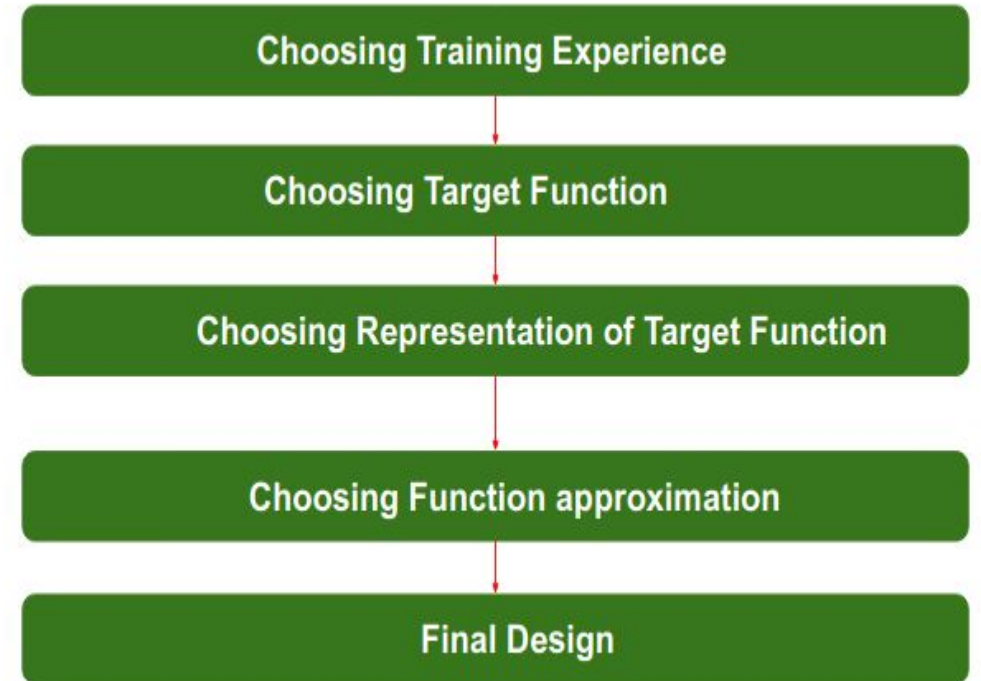 Choosing Training Experience
Choosing Target Function
Choosing Representation of Target Function
Choosing Function approximation
Final Design